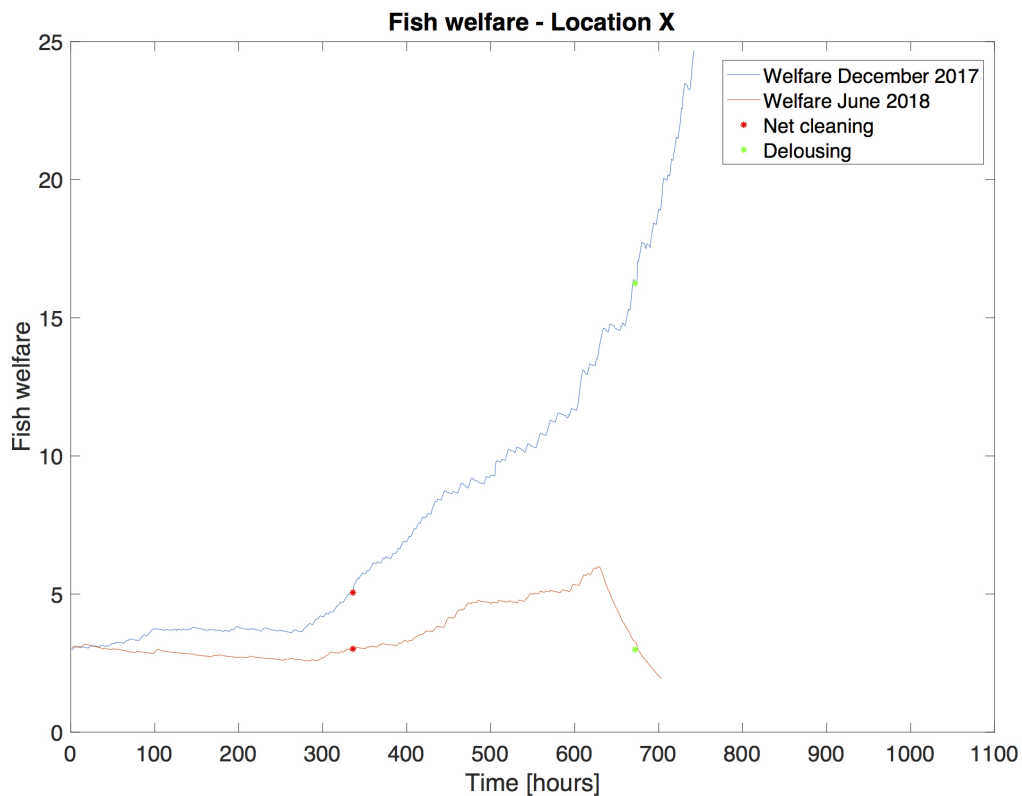 Fish welfare - Location X
25
20
15
10
5
0
Fish welfare
Welfare December 2017
Welfare June 2018
Net cleaning
Delousing
0 100 200 300 400 500 600 700 800 900 1000 1100
Time [hours]